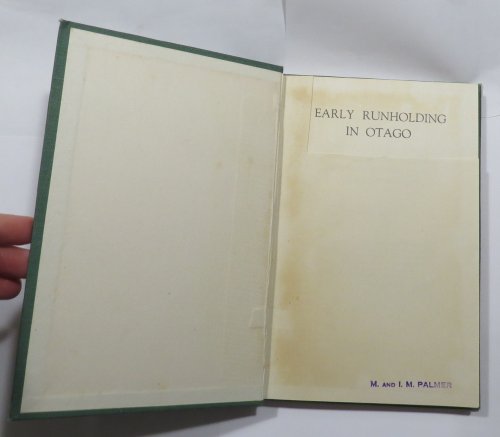 EARLY RUNHOLDING
IN OTAGO
M. AND I. M. PALMER